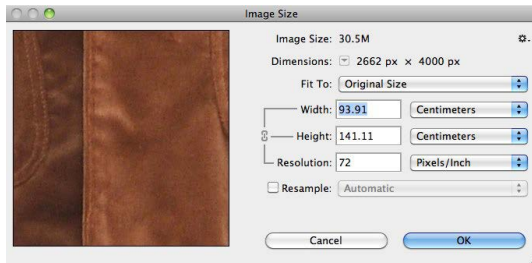 Image Size
Image Size: 30.5M
Dimensions: 2662 px × 4000 px
Fit To: Original Size
Width: 93.91 Centimeters
Height: 141.11 Centimeters
Resolution: 72 Pixels/Inch
Resample: Automatic
Cancel OK